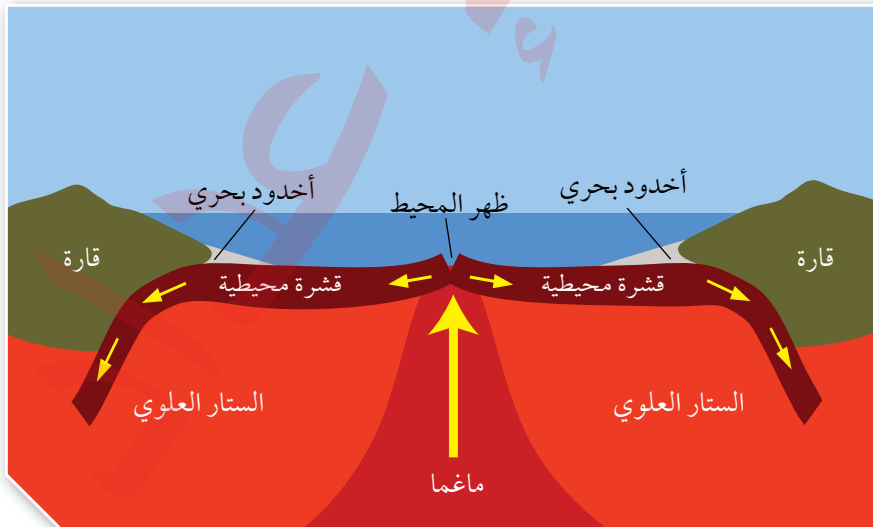 أخدود بحري
ظهر المحيط
أخدود بحري
قارة
قارة
قشرة محيطية
قشرة محيطية
الستار العلوي
الستار العلوي
ماغما